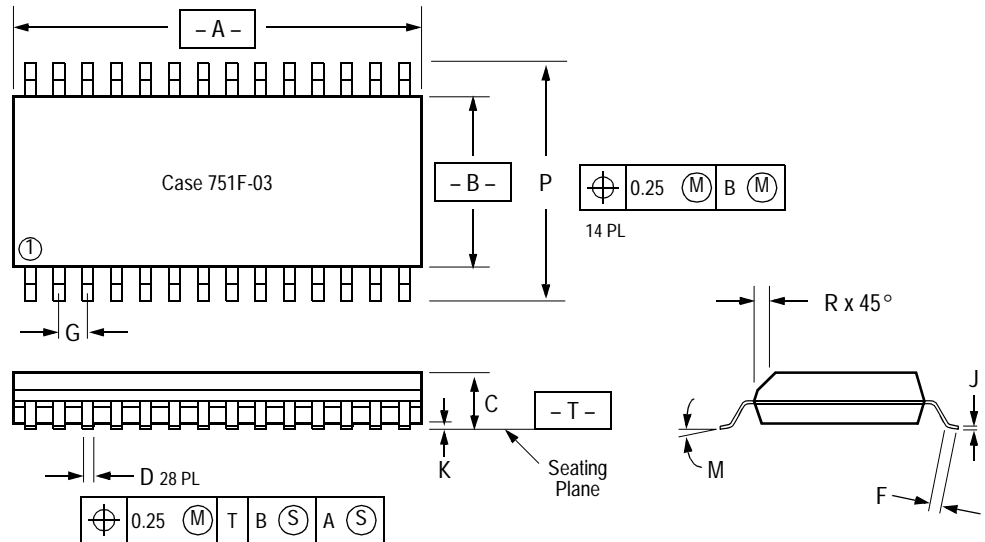 – A –
Case 751F-03
– B –
P
⌖ 0.25 Ⓜ B Ⓜ
14 PL
①
G
R x 45°
J
C
– T –
K
Seating
Plane
M
F
D 28 PL
⌖ 0.25 Ⓜ T B Ⓢ A Ⓢ